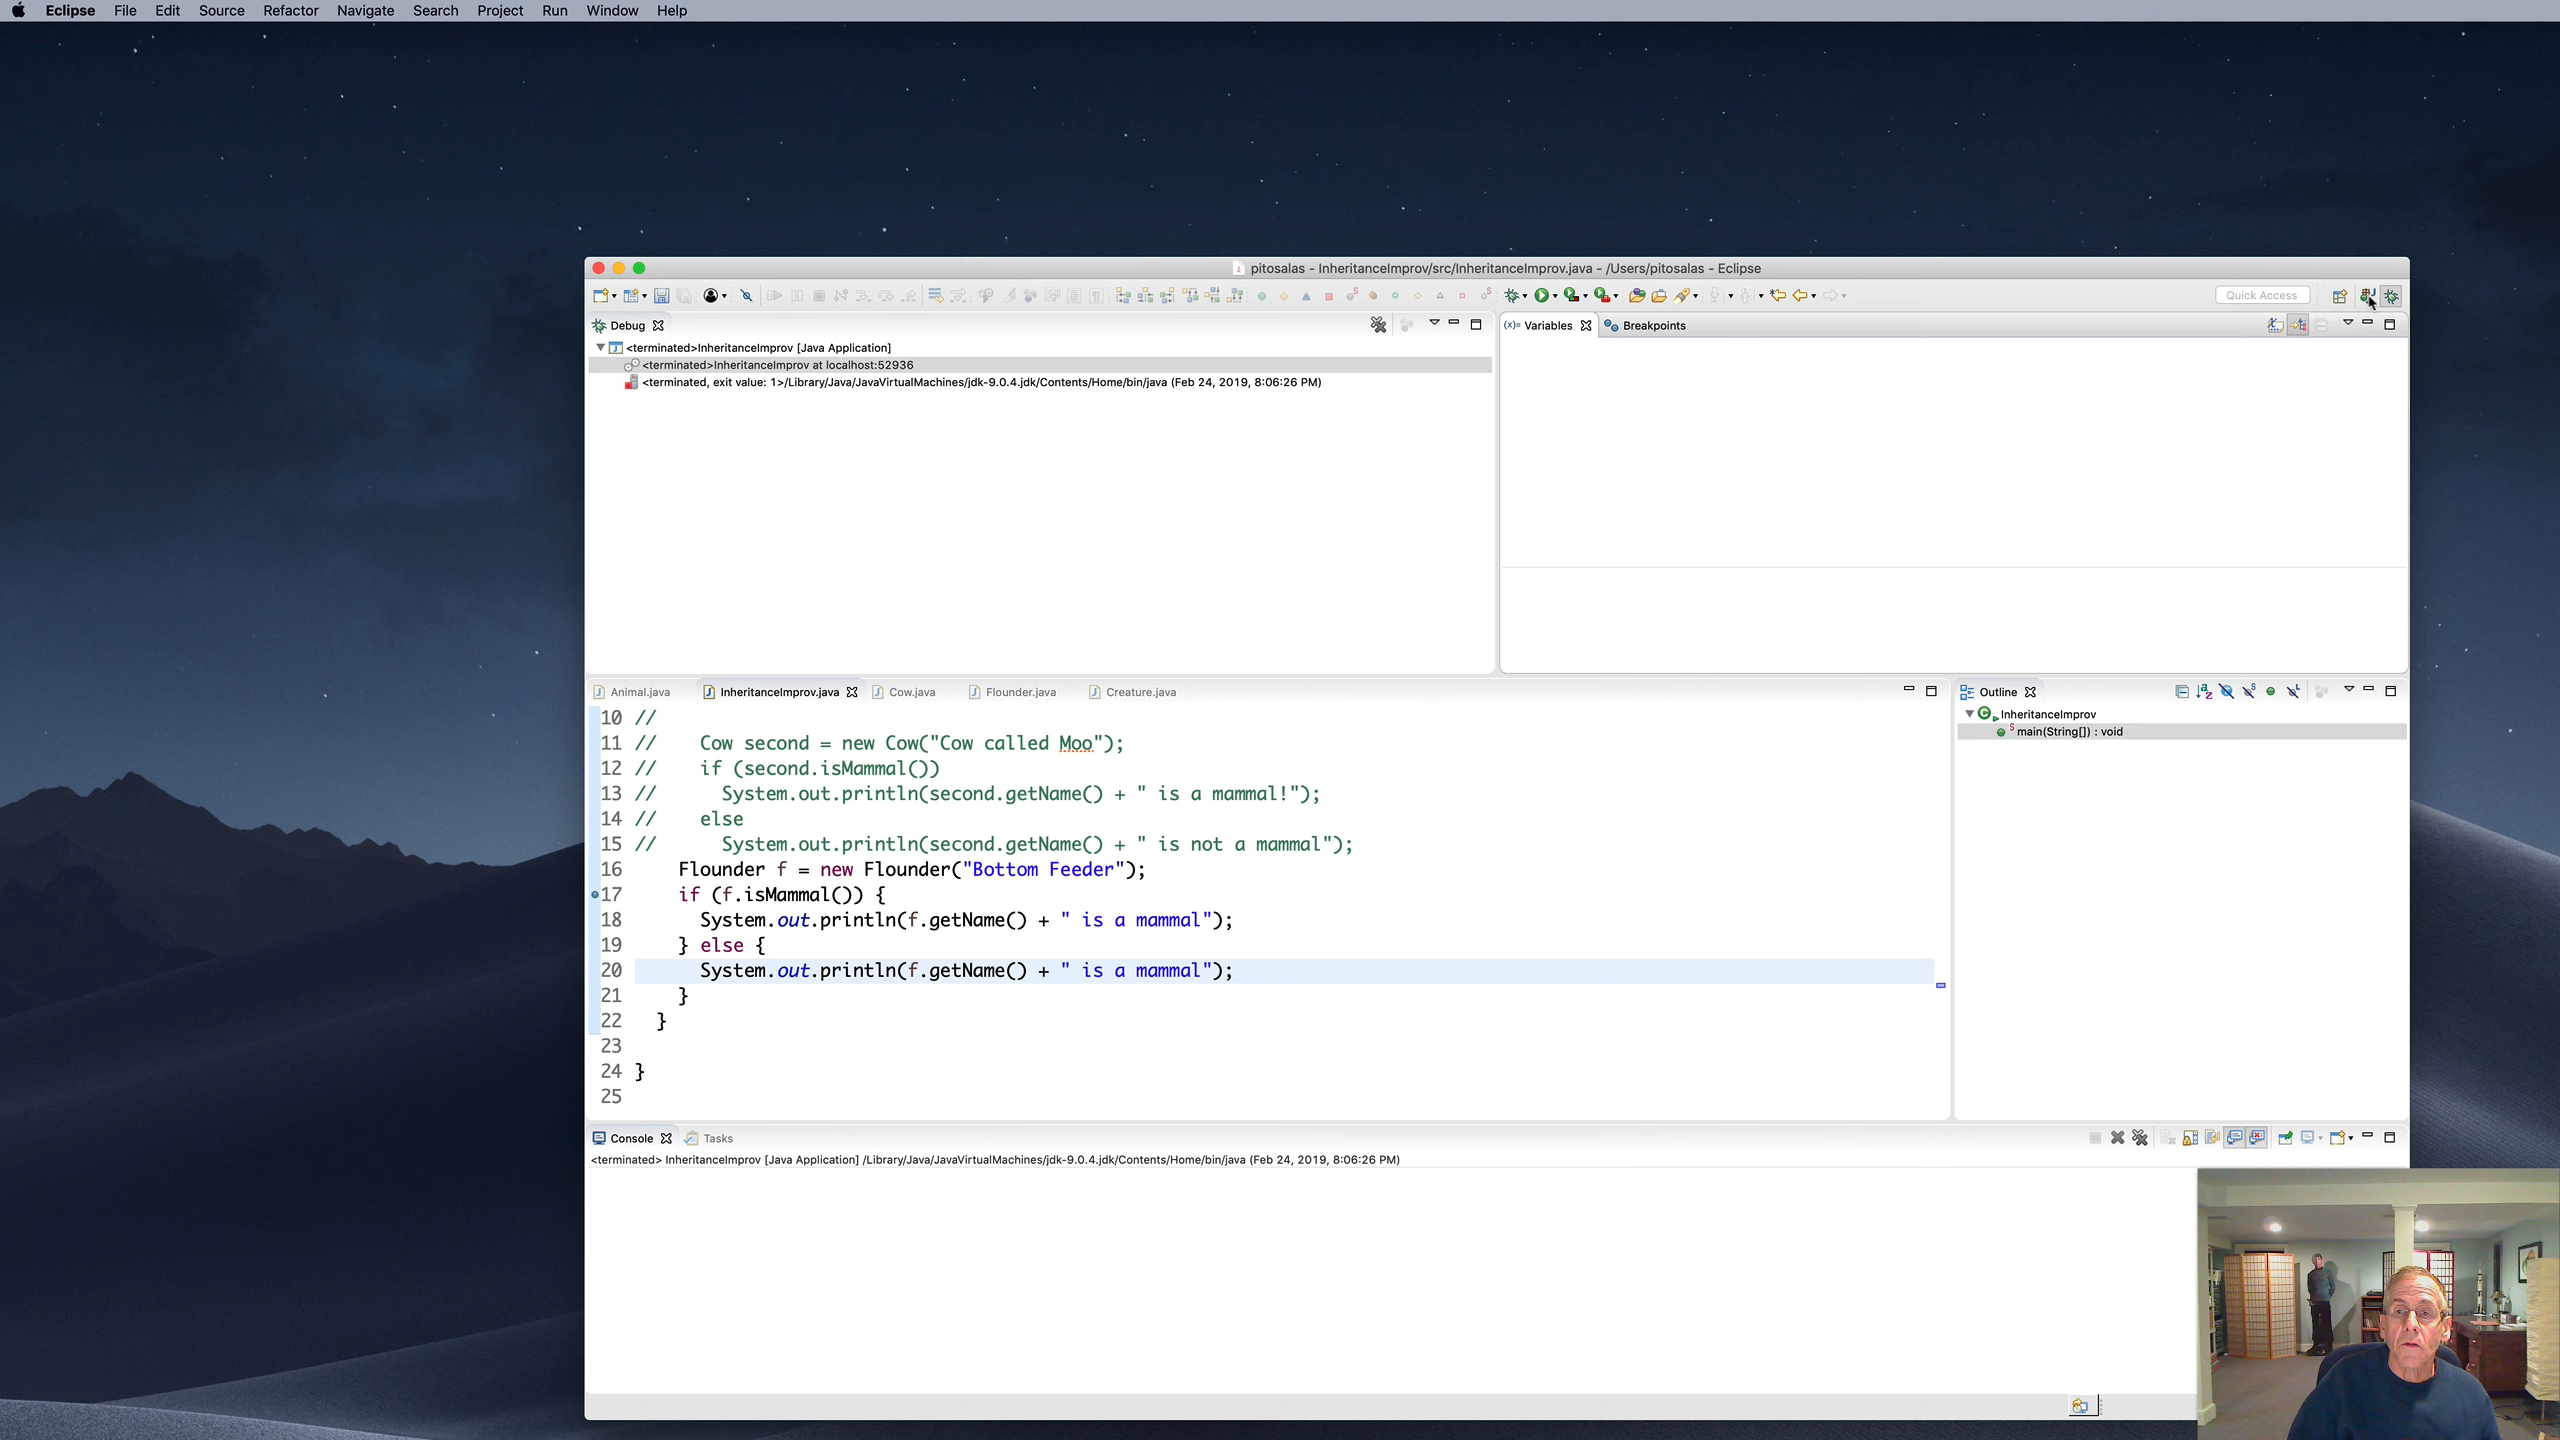 Eclipse File Edit Source Refactor Navigate Search Project Run Window Help
pitosalas - InheritanceImprov/src/InheritanceImprov.java - /Users/pitosalas - Eclipse
Quick Access
Debug
<terminated>InheritanceImprov [Java Application]
<terminated>InheritanceImprov at localhost:52936
<terminated, exit value: 1>/Library/Java/JavaVirtualMachines/jdk-9.0.4.jdk/Contents/Home/bin/java (Feb 24, 2019, 8:06:26 PM)
(x)= Variables Breakpoints
Animal.java InheritanceImprov.java Cow.java Flounder.java Creature.java
10 //
11 // Cow second = new Cow("Cow called Moo");
12 // if (second.isMammal())
13 // System.out.println(second.getName() + " is a mammal!");
14 // else
15 // System.out.println(second.getName() + " is not a mammal");
16 Flounder f = new Flounder("Bottom Feeder");
17 if (f.isMammal()) {
18 System.out.println(f.getName() + " is a mammal");
19 } else {
20 System.out.println(f.getName() + " is a mammal");
21 }
22 }
23
24 }
25
Outline
InheritanceImprov
main(String[]) : void
Console Tasks
<terminated> InheritanceImprov [Java Application] /Library/Java/JavaVirtualMachines/jdk-9.0.4.jdk/Contents/Home/bin/java (Feb 24, 2019, 8:06:26 PM)